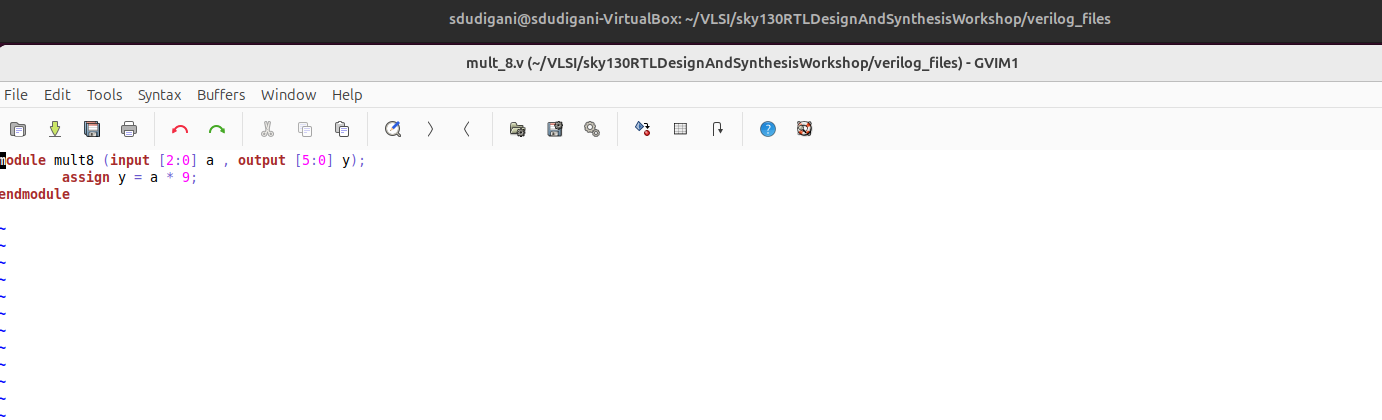 sdudigani@sdudigani-VirtualBox: ~/VLSI/sky130RTLDesignAndSynthesisWorkshop/verilog_files
mult_8.v (~/VLSI/sky130RTLDesignAndSynthesisWorkshop/verilog_files) - GVIM1
File Edit Tools Syntax Buffers Window Help
module mult8 (input [2:0] a , output [5:0] y);
assign y = a * 9;
endmodule
~
~
~
~
~
~
~
~
~
~
~
~